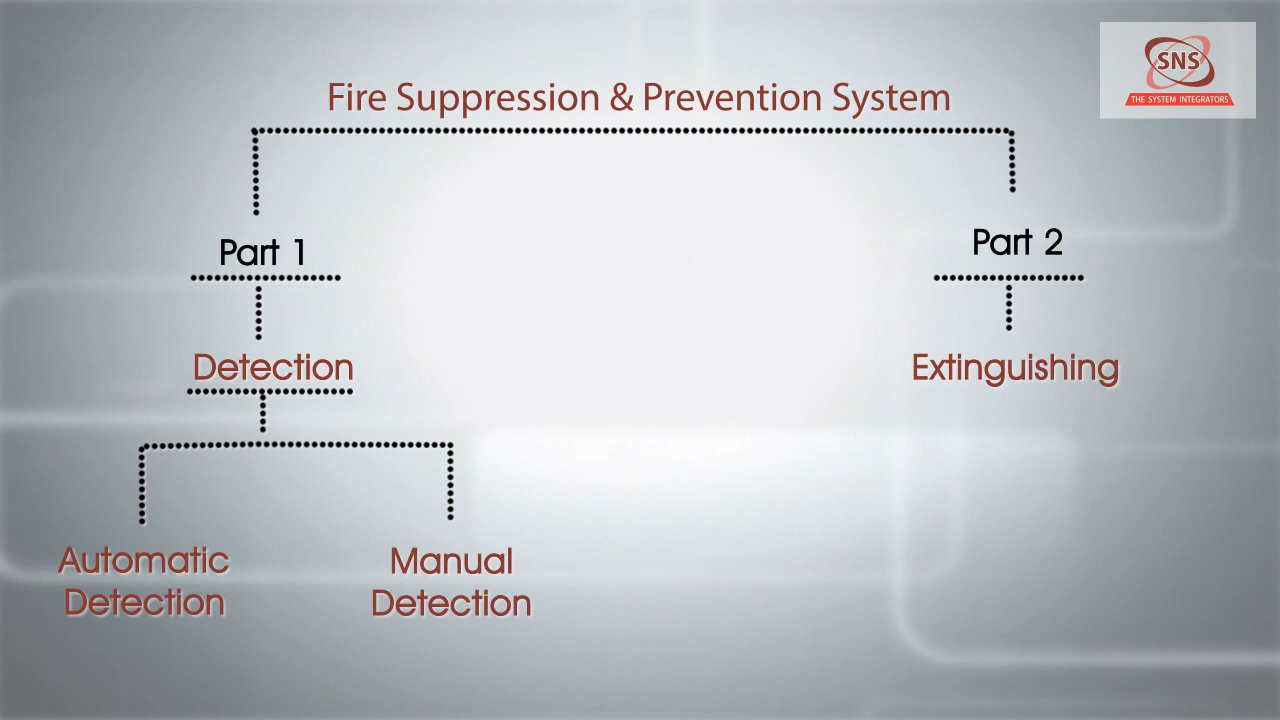 SNS
THE SYSTEM INTEGRATORS
Fire Suppression & Prevention System
Part 1
Part 2
Detection
Extinguishing
Automatic
Detection
Manual
Detection